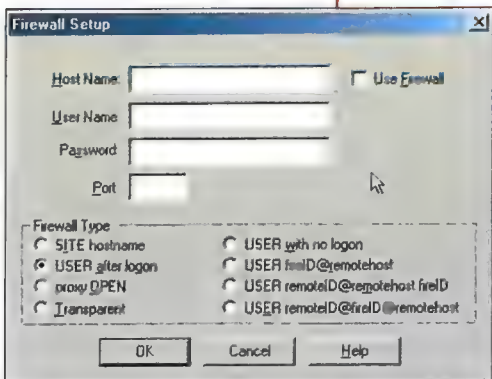 Firewall Setup
Host Name:
Use Firewall
User Name
Password
Port
Firewall Type
SITE hostname
USER after logon
proxy OPEN
Transparent
USER with no logon
USER fireID@remotehost
USER remoteID@remotehost fireID
USER remoteID@fireID@remotehost
OK
Cancel
Help